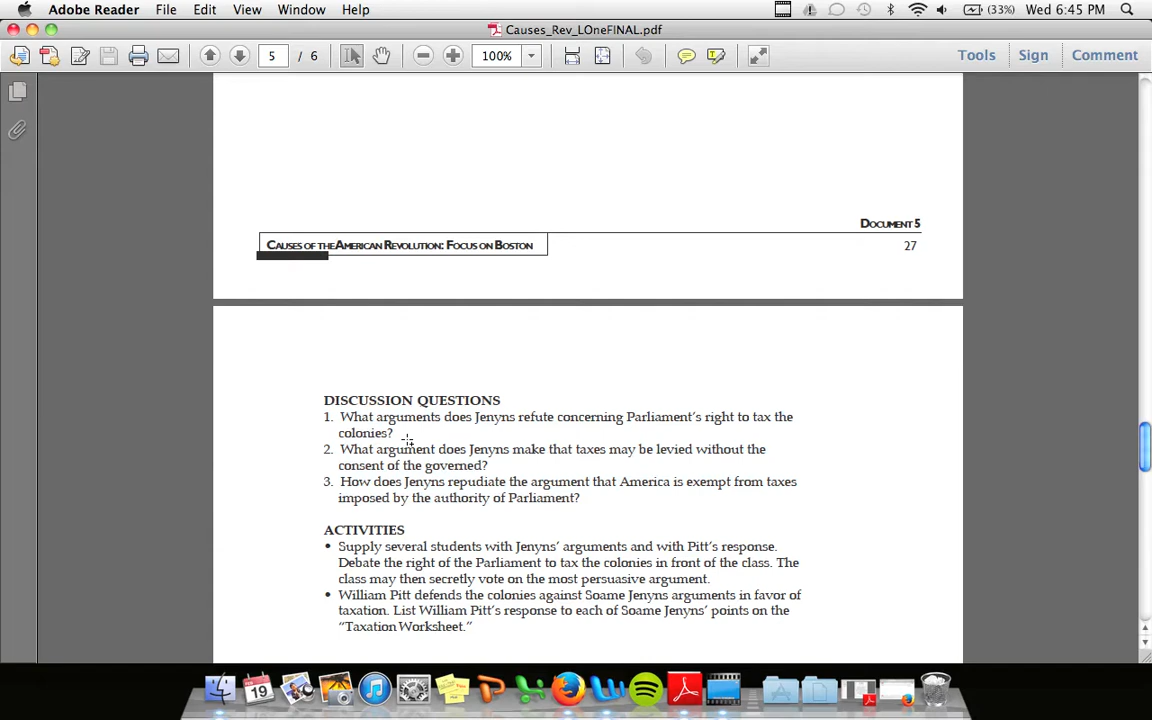 Adobe Reader File Edit View Window Help (33%) Wed 6:45 PM
Causes_Rev_LOneFINAL.pdf
5 / 6 100% Tools Sign Comment
DOCUMENT 5
CAUSES OF THE AMERICAN REVOLUTION: FOCUS ON BOSTON 27
DISCUSSION QUESTIONS
1. What arguments does Jenyns refute concerning Parliament's right to tax the
colonies?
2. What argument does Jenyns make that taxes may be levied without the
consent of the governed?
3. How does Jenyns repudiate the argument that America is exempt from taxes
imposed by the authority of Parliament?
ACTIVITIES
• Supply several students with Jenyns' arguments and with Pitt's response.
Debate the right of the Parliament to tax the colonies in front of the class. The
class may then secretly vote on the most persuasive argument.
• William Pitt defends the colonies against Soame Jenyns arguments in favor of
taxation. List William Pitt's response to each of Soame Jenyns' points on the
"Taxation Worksheet."
FEB
19